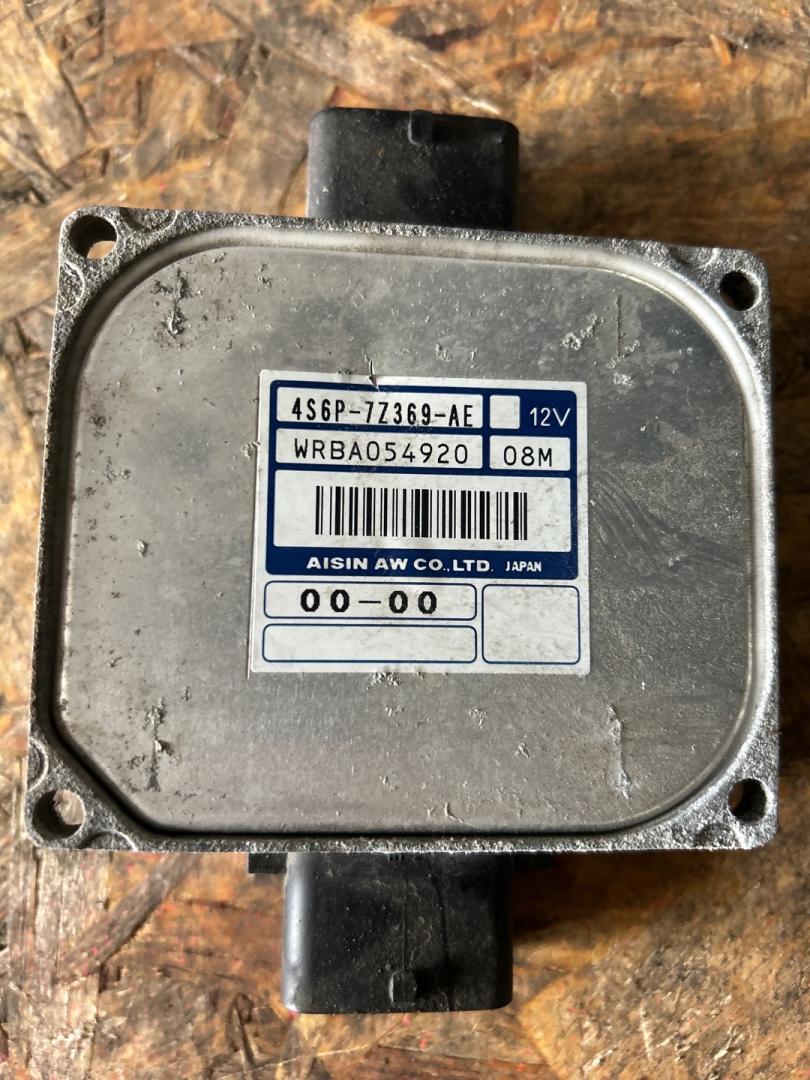 4S6P-7Z369-AE 12V
WRBA054920 08M
AISIN AW CO.,LTD. JAPAN
00-00